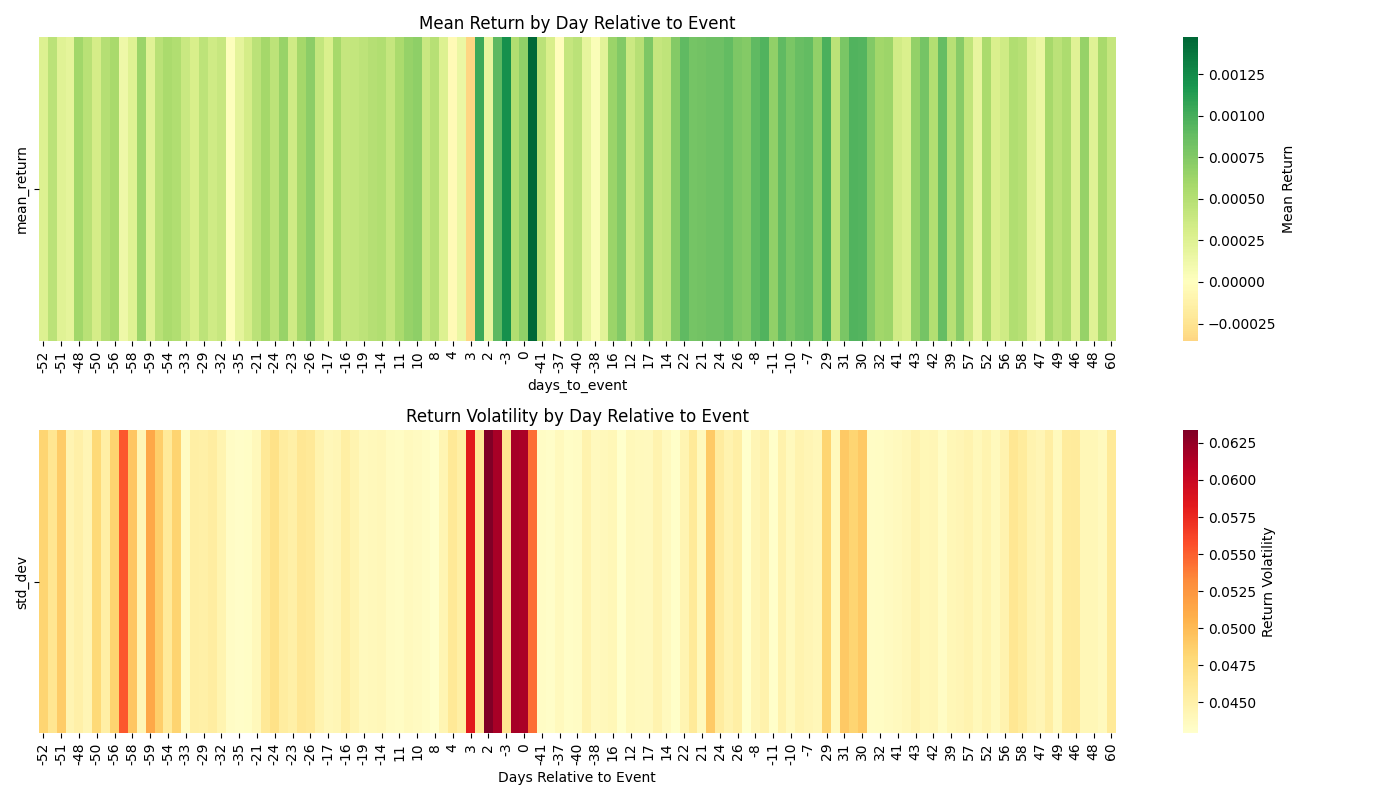 Mean Return by Day Relative to Event
mean_return
-52 -51 -48 -50 -56 -58 -59 -54 -33 -29 -32 -35 -21 -24 -23 -26 -17 -16 -19 -14 11 10 8 4 3 2 -3 0 -41 -37 -40 -38 16 12 17 14 22 21 24 26 -8 -11 -10 -7 29 31 30 32 41 43 42 39 57 52 56 58 47 49 46 48 60
days_to_event
0.00125
0.00100
0.00075
0.00050
0.00025
0.00000
−0.00025
Mean Return
Return Volatility by Day Relative to Event
std_dev
-52 -51 -48 -50 -56 -58 -59 -54 -33 -29 -32 -35 -21 -24 -23 -26 -17 -16 -19 -14 11 10 8 4 3 2 -3 0 -41 -37 -40 -38 16 12 17 14 22 21 24 26 -8 -11 -10 -7 29 31 30 32 41 43 42 39 57 52 56 58 47 49 46 48 60
Days Relative to Event
0.0625
0.0600
0.0575
0.0550
0.0525
0.0500
0.0475
0.0450
Return Volatility